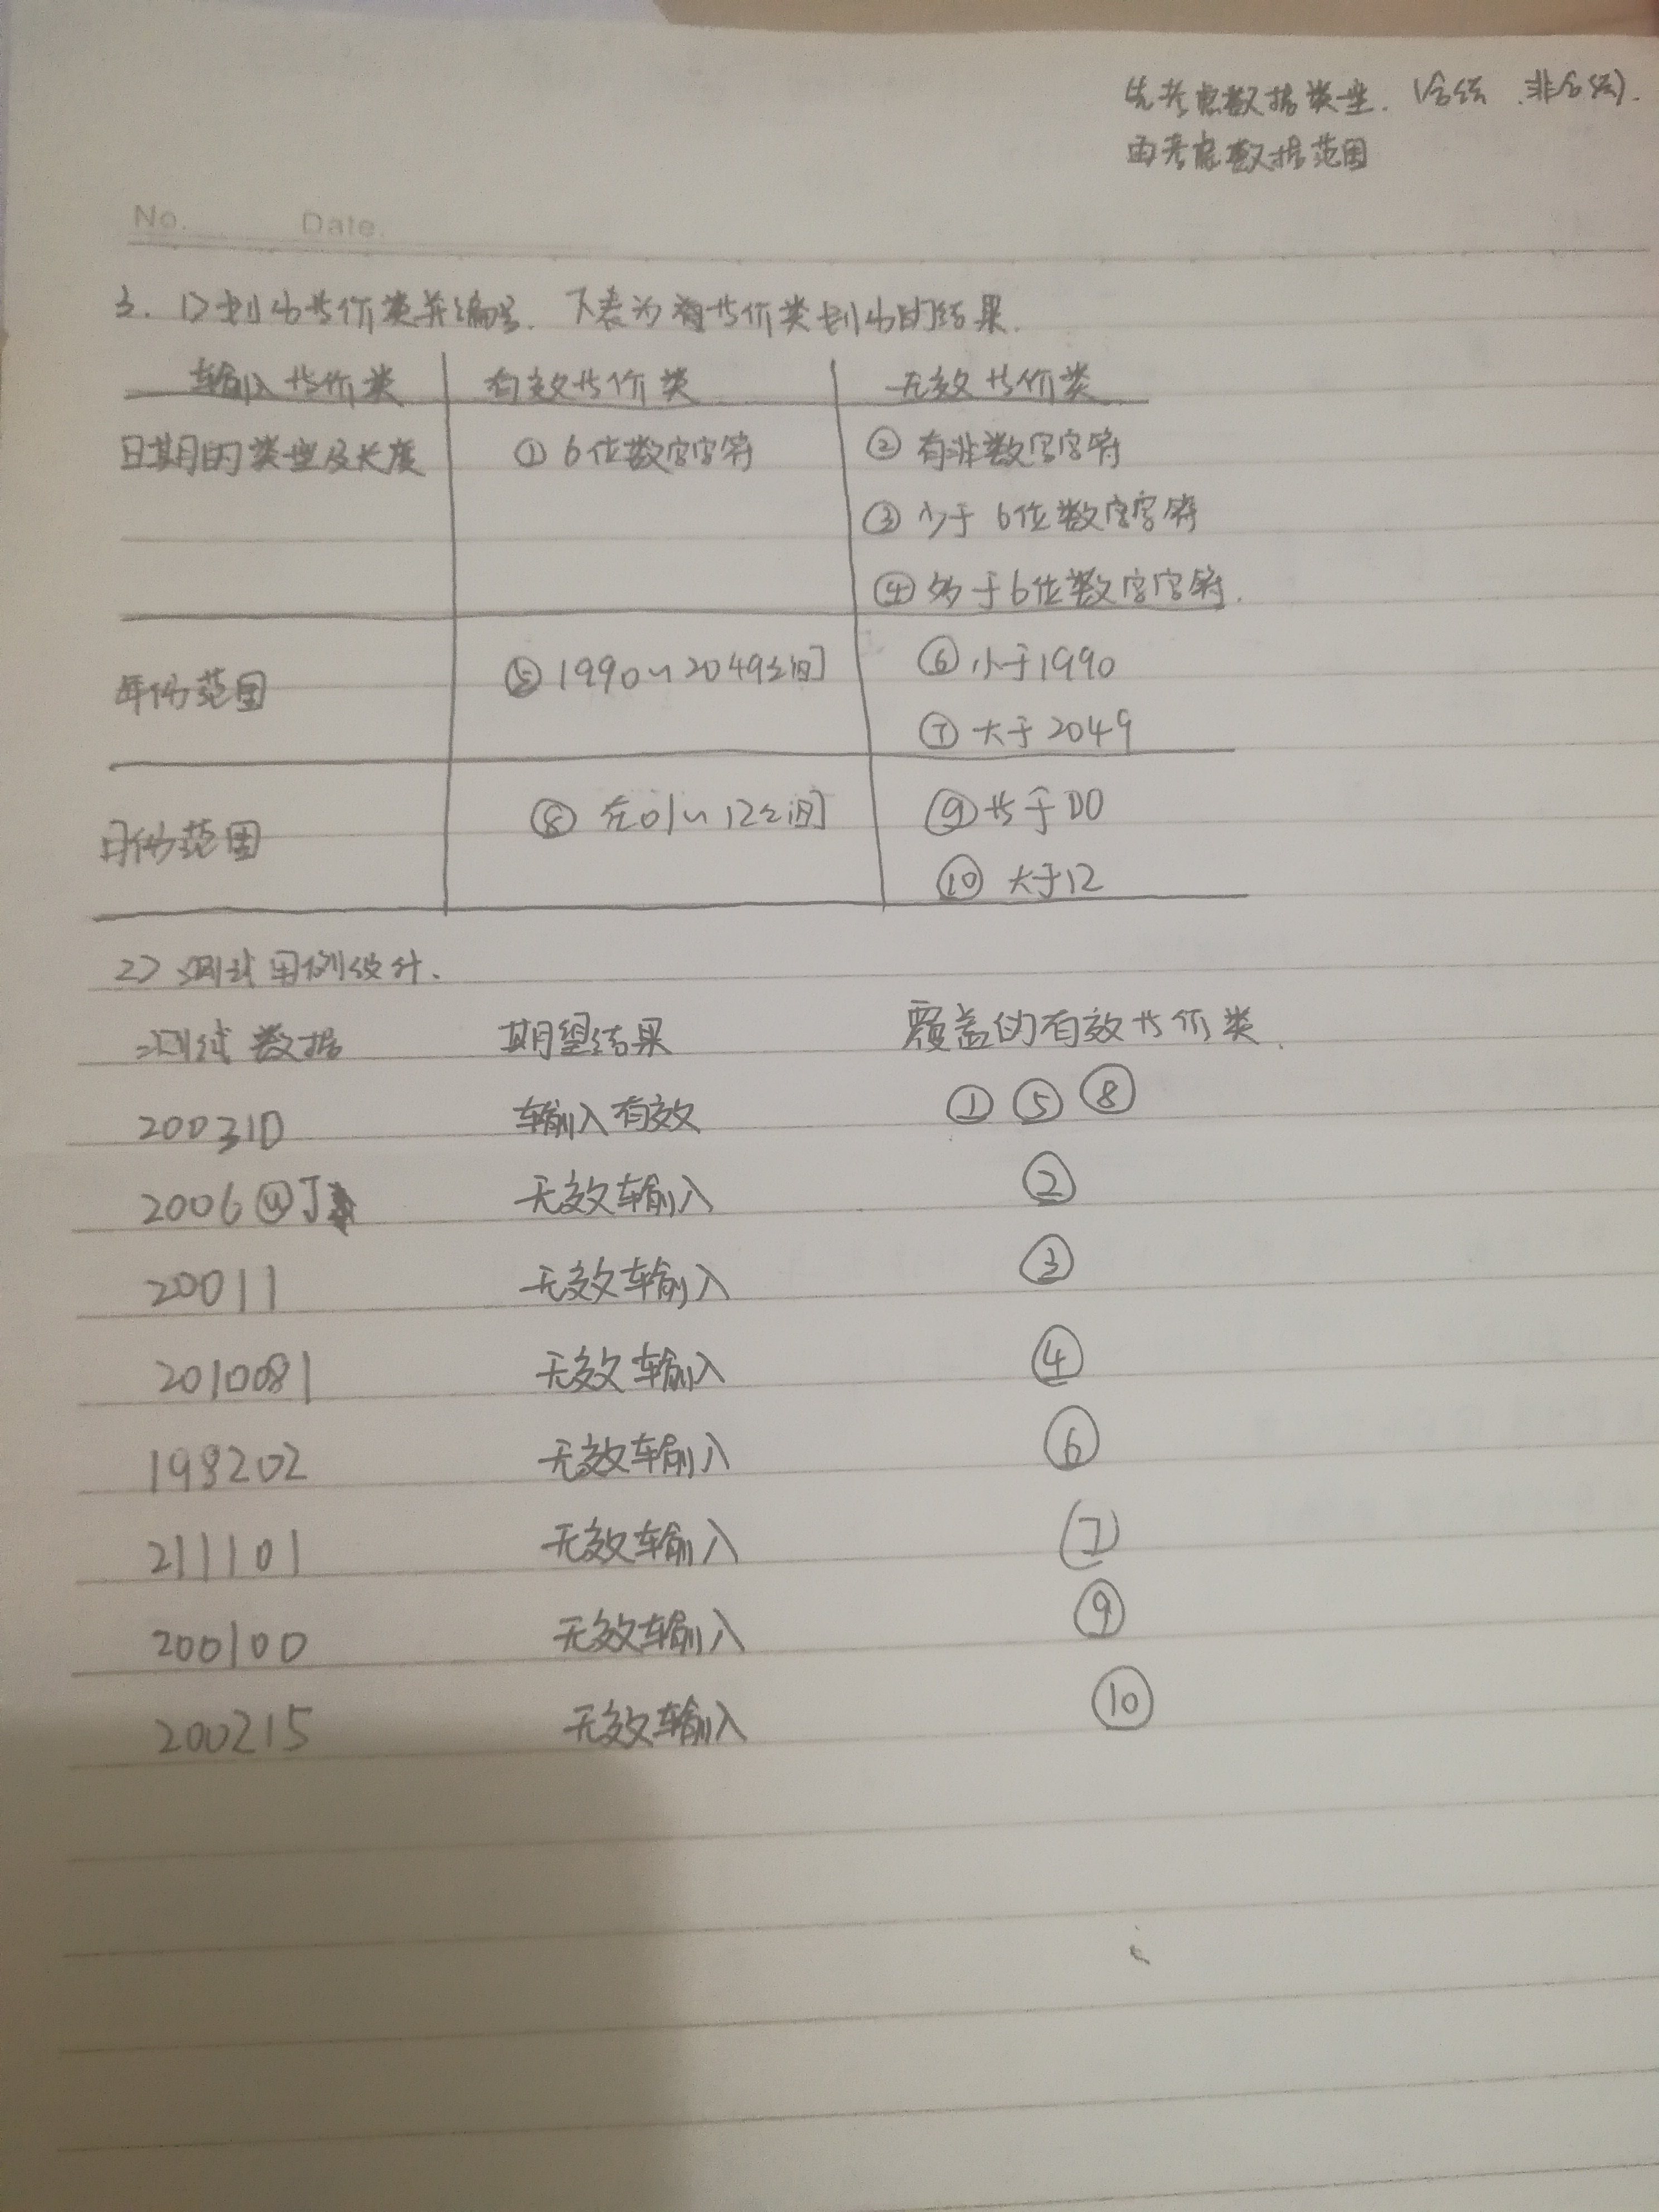 先考虑数据类型.（合法、非合法）.
再考虑数据范围
No. Date.
3. 1>划分等价类并编号. 下表为等价类划分的结果.
输入等价类 有效等价类 无效等价类
日期的类型及长度 ① 6位数字字符 ② 有非数字字符
③ 少于6位数字字符
④ 多于6位数字字符.
年份范围 ⑤ 1990~2049之间 ⑥ 小于1990
⑦ 大于2049
月份范围 ⑧ 在01~12之间 ⑨ 等于00
⑩ 大于12
2> 测试用例设计.
测试数据 期望结果 覆盖的有效等价类.
200310 输入有效 ① ⑤ ⑧
2006@J 无效输入 ②
20011 无效输入 ③
2010081 无效输入 ④
198202 无效输入 ⑥
211101 无效输入 ⑦
200100 无效输入 ⑨
200215 无效输入 ⑩